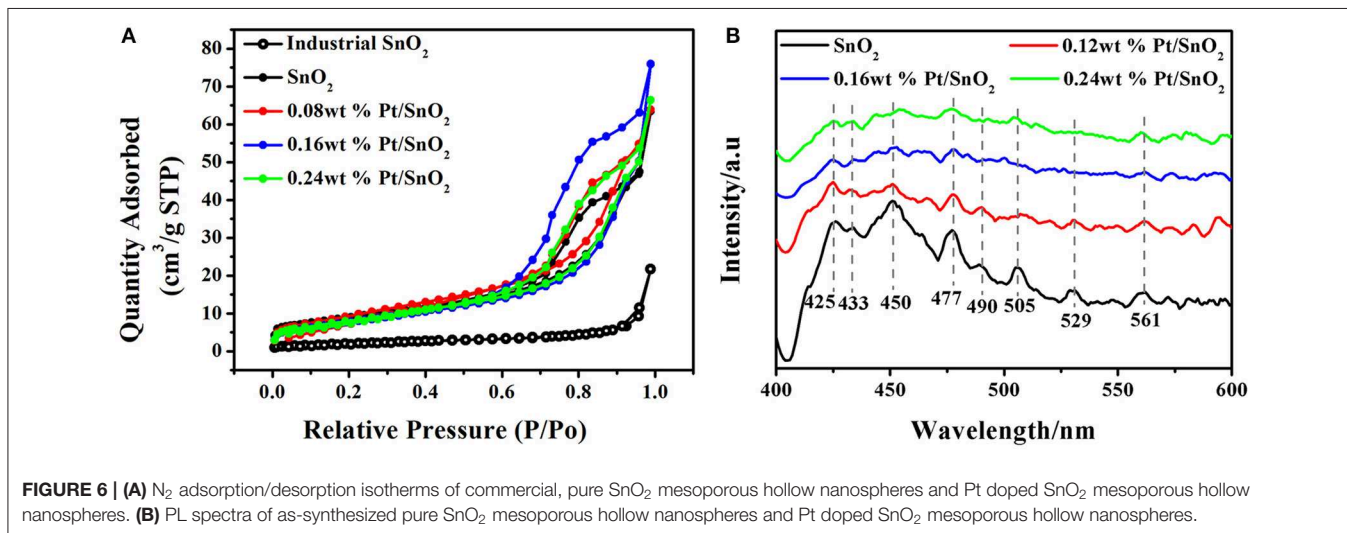 A
Industrial SnO₂
SnO₂
0.08wt % Pt/SnO₂
0.16wt % Pt/SnO₂
0.24wt % Pt/SnO₂
80
70
60
50
40
30
20
10
0
Quantity Adsorbed
(cm³/g STP)
0.0 0.2 0.4 0.6 0.8 1.0
Relative Pressure (P/Po)
B
SnO₂ 0.12wt % Pt/SnO₂
0.16wt % Pt/SnO₂ 0.24wt % Pt/SnO₂
Intensity/a.u
425 433 450 477 490 505 529 561
400 450 500 550 600
Wavelength/nm
FIGURE 6 | (A) N₂ adsorption/desorption isotherms of commercial, pure SnO₂ mesoporous hollow nanospheres and Pt doped SnO₂ mesoporous hollow
nanospheres. (B) PL spectra of as-synthesized pure SnO₂ mesoporous hollow nanospheres and Pt doped SnO₂ mesoporous hollow nanospheres.